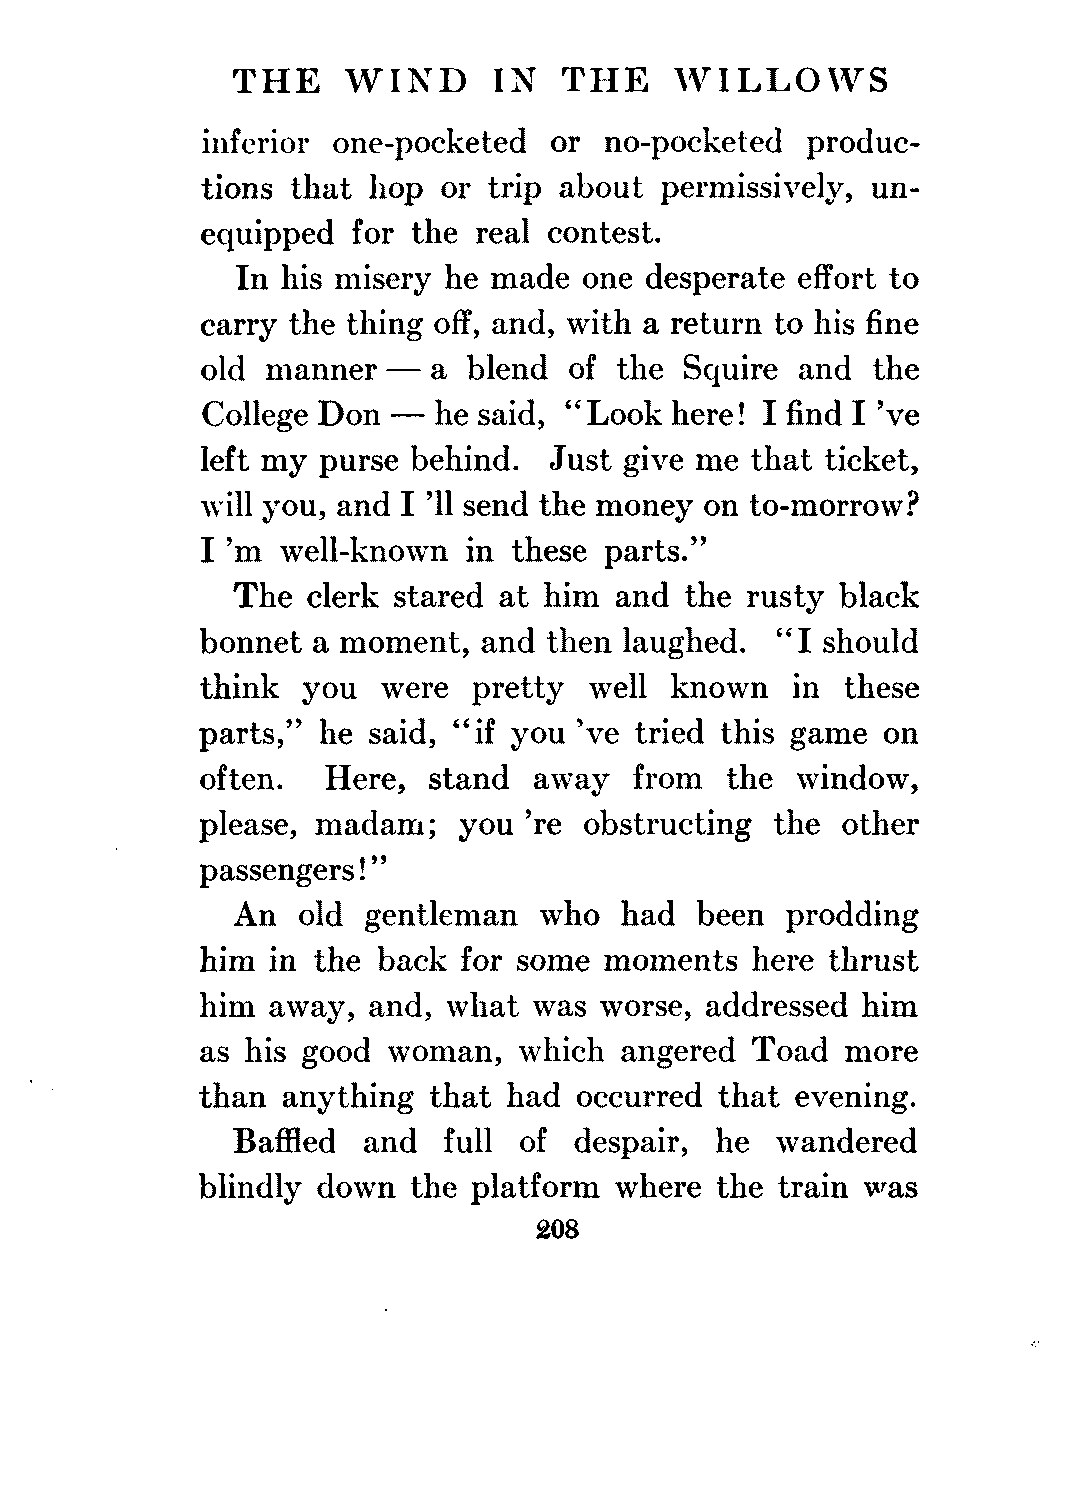 THE WIND IN THE WILLOWS
inferior one-pocketed or no-pocketed produc-
tions that hop or trip about permissively, un-
equipped for the real contest.
In his misery he made one desperate effort to
carry the thing off, and, with a return to his fine
old manner — a blend of the Squire and the
College Don — he said, “Look here! I find I 've
left my purse behind. Just give me that ticket,
will you, and I 'll send the money on to-morrow?
I 'm well-known in these parts.”
The clerk stared at him and the rusty black
bonnet a moment, and then laughed. “I should
think you were pretty well known in these
parts,” he said, “if you 've tried this game on
often. Here, stand away from the window,
please, madam; you 're obstructing the other
passengers!”
An old gentleman who had been prodding
him in the back for some moments here thrust
him away, and, what was worse, addressed him
as his good woman, which angered Toad more
than anything that had occurred that evening.
Baffled and full of despair, he wandered
blindly down the platform where the train was
208